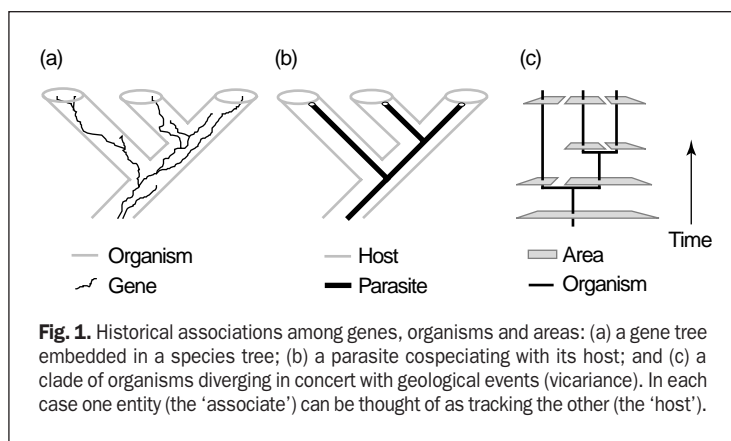 (a)
(b)
(c)
Organism
Gene
Host
Parasite
Area
Organism
Time
Fig. 1. Historical associations among genes, organisms and areas: (a) a gene tree
embedded in a species tree; (b) a parasite cospeciating with its host; and (c) a
clade of organisms diverging in concert with geological events (vicariance). In each
case one entity (the ‘associate’) can be thought of as tracking the other (the ‘host’).